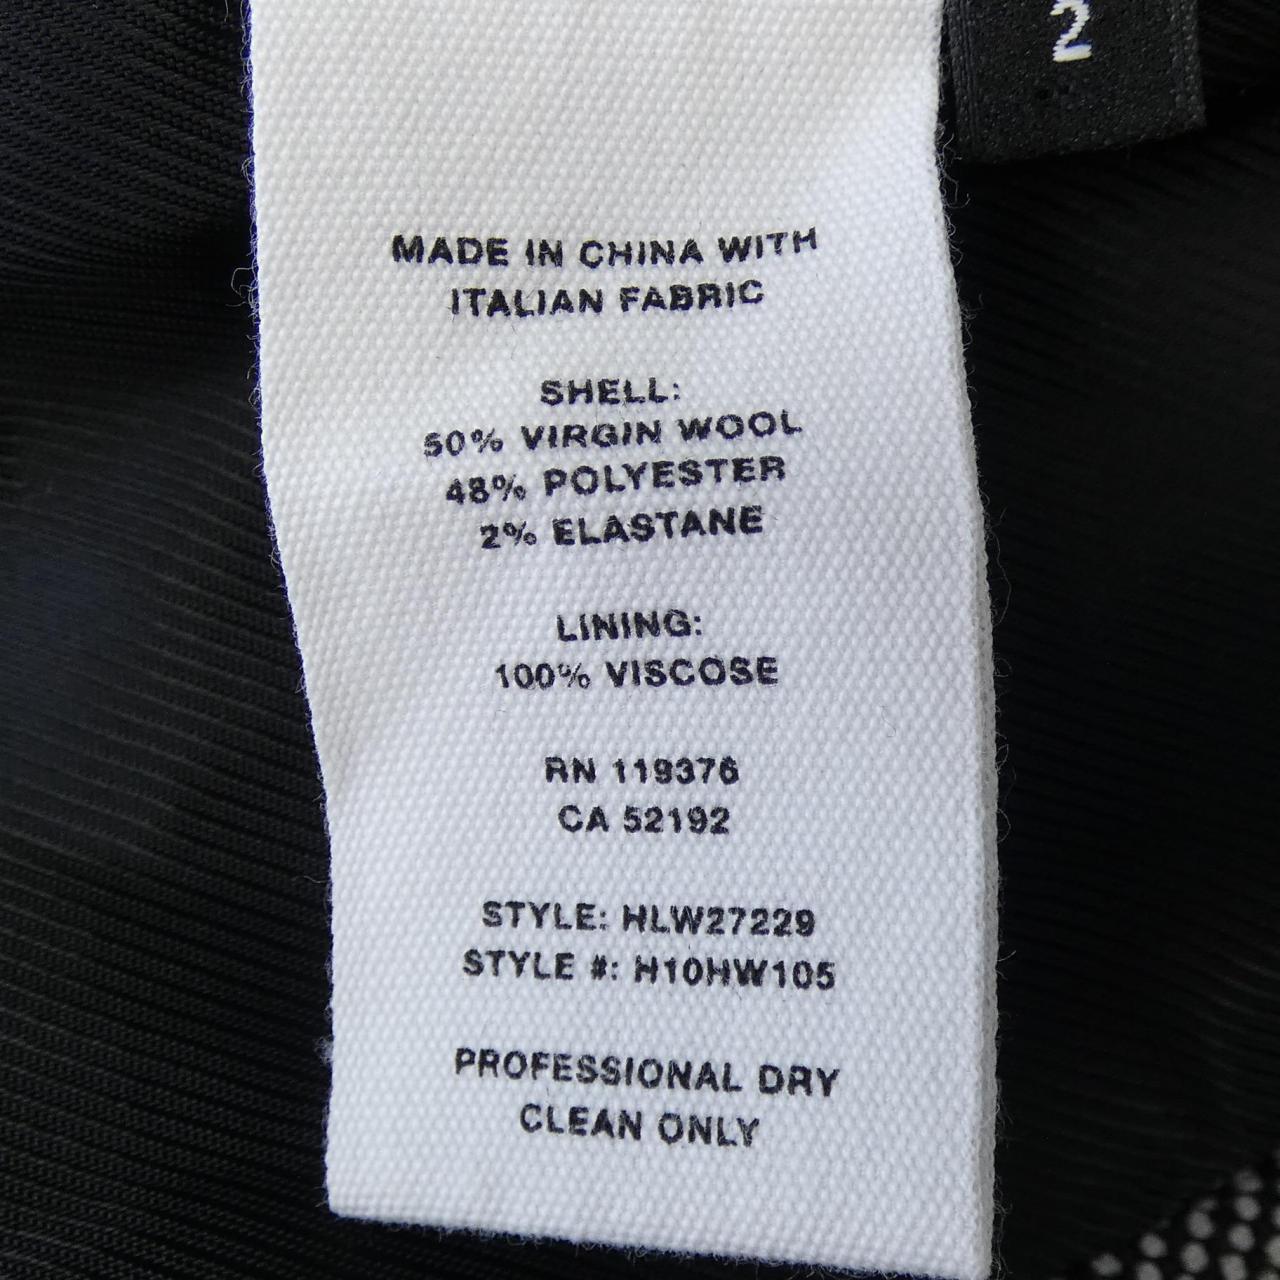 2
MADE IN CHINA WITH
ITALIAN FABRIC
SHELL:
50% VIRGIN WOOL
48% POLYESTER
2% ELASTANE
LINING:
100% VISCOSE
RN 119376
CA 52192
STYLE: HLW27229
STYLE #: H10HW105
PROFESSIONAL DRY
CLEAN ONLY